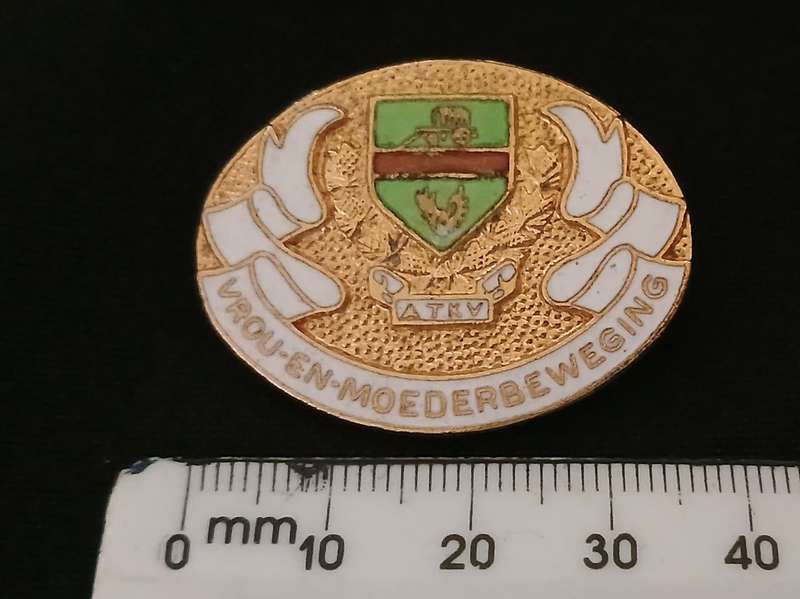 ATKV
VROU-EN-MOEDERBEWEGING
mm
0 10 20 30 40